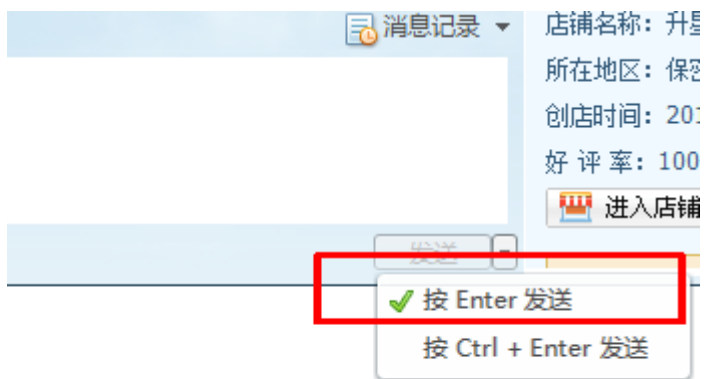 消息记录
店铺名称：升星
所在地区：保密
创店时间：201
好 评 率：100
进入店铺
发送
按 Enter 发送
按 Ctrl + Enter 发送